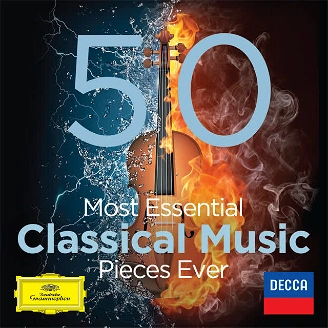 50
Most Essential
Classical Music
Pieces Ever
Deutsche
Grammophon
DECCA